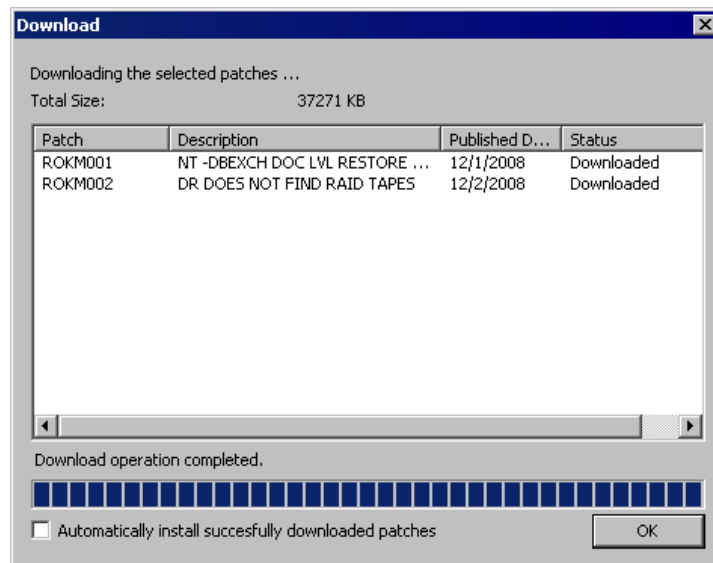 Download
Downloading the selected patches ...
Total Size: 37271 KB
Patch Description Published D... Status
ROKM001 NT -DBEXCH DOC LVL RESTORE ... 12/1/2008 Downloaded
ROKM002 DR DOES NOT FIND RAID TAPES 12/2/2008 Downloaded
Download operation completed.
Automatically install succesfully downloaded patches OK